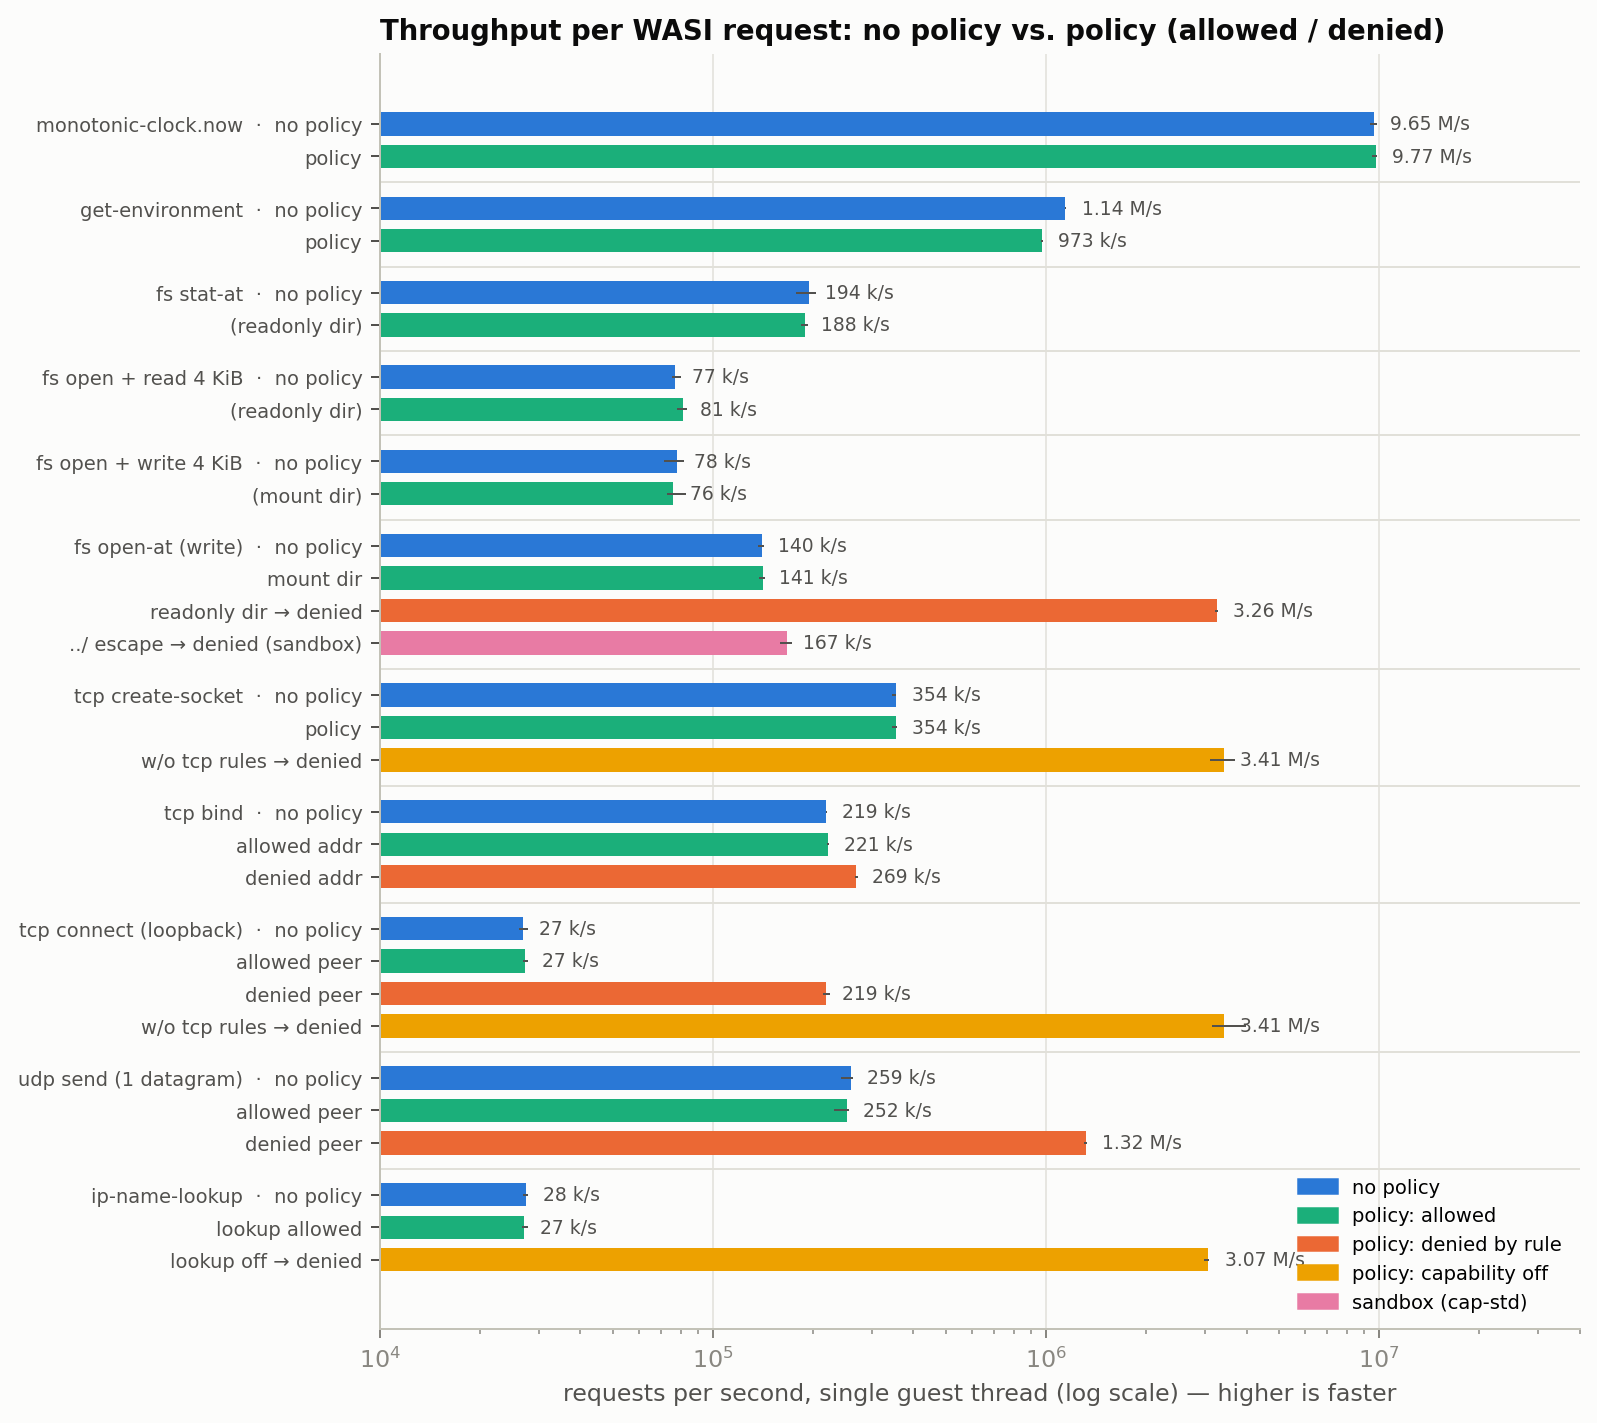 Throughput per WASI request: no policy vs. policy (allowed / denied)
monotonic-clock.now · no policy 9.65 M/s
policy 9.77 M/s
get-environment · no policy 1.14 M/s
policy 973 k/s
fs stat-at · no policy 194 k/s
(readonly dir) 188 k/s
fs open + read 4 KiB · no policy 77 k/s
(readonly dir) 81 k/s
fs open + write 4 KiB · no policy 78 k/s
(mount dir) 76 k/s
fs open-at (write) · no policy 140 k/s
mount dir 141 k/s
readonly dir → denied 3.26 M/s
../ escape → denied (sandbox) 167 k/s
tcp create-socket · no policy 354 k/s
policy 354 k/s
w/o tcp rules → denied 3.41 M/s
tcp bind · no policy 219 k/s
allowed addr 221 k/s
denied addr 269 k/s
tcp connect (loopback) · no policy 27 k/s
allowed peer 27 k/s
denied peer 219 k/s
w/o tcp rules → denied 3.41 M/s
udp send (1 datagram) · no policy 259 k/s
allowed peer 252 k/s
denied peer 1.32 M/s
ip-name-lookup · no policy 28 k/s
lookup allowed 27 k/s
lookup off → denied 3.07 M/s
no policy
policy: allowed
policy: denied by rule
policy: capability off
sandbox (cap-std)
10⁴ 10⁵ 10⁶ 10⁷
requests per second, single guest thread (log scale) — higher is faster